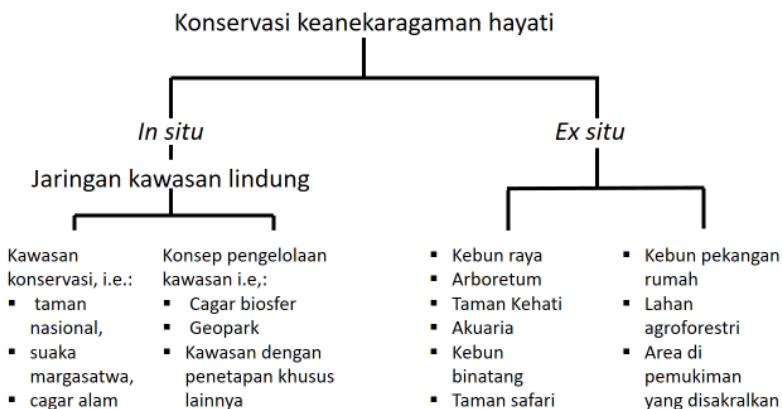 Konservasi keanekaragaman hayati
In situ
Ex situ
Jaringan kawasan lindung
Kawasan
konservasi, i.e.:
▪ taman
nasional,
▪ suaka
margasatwa,
▪ cagar alam
Konsep pengelolaan
kawasan i.e,:
▪ Cagar biosfer
▪ Geopark
▪ Kawasan dengan
penetapan khusus
lainnya
▪ Kebun raya
▪ Arboretum
▪ Taman Kehati
▪ Akuaria
▪ Kebun
binatang
▪ Taman safari
▪ Kebun pekangan
rumah
▪ Lahan
agroforestri
▪ Area di
pemukiman
yang disakralkan